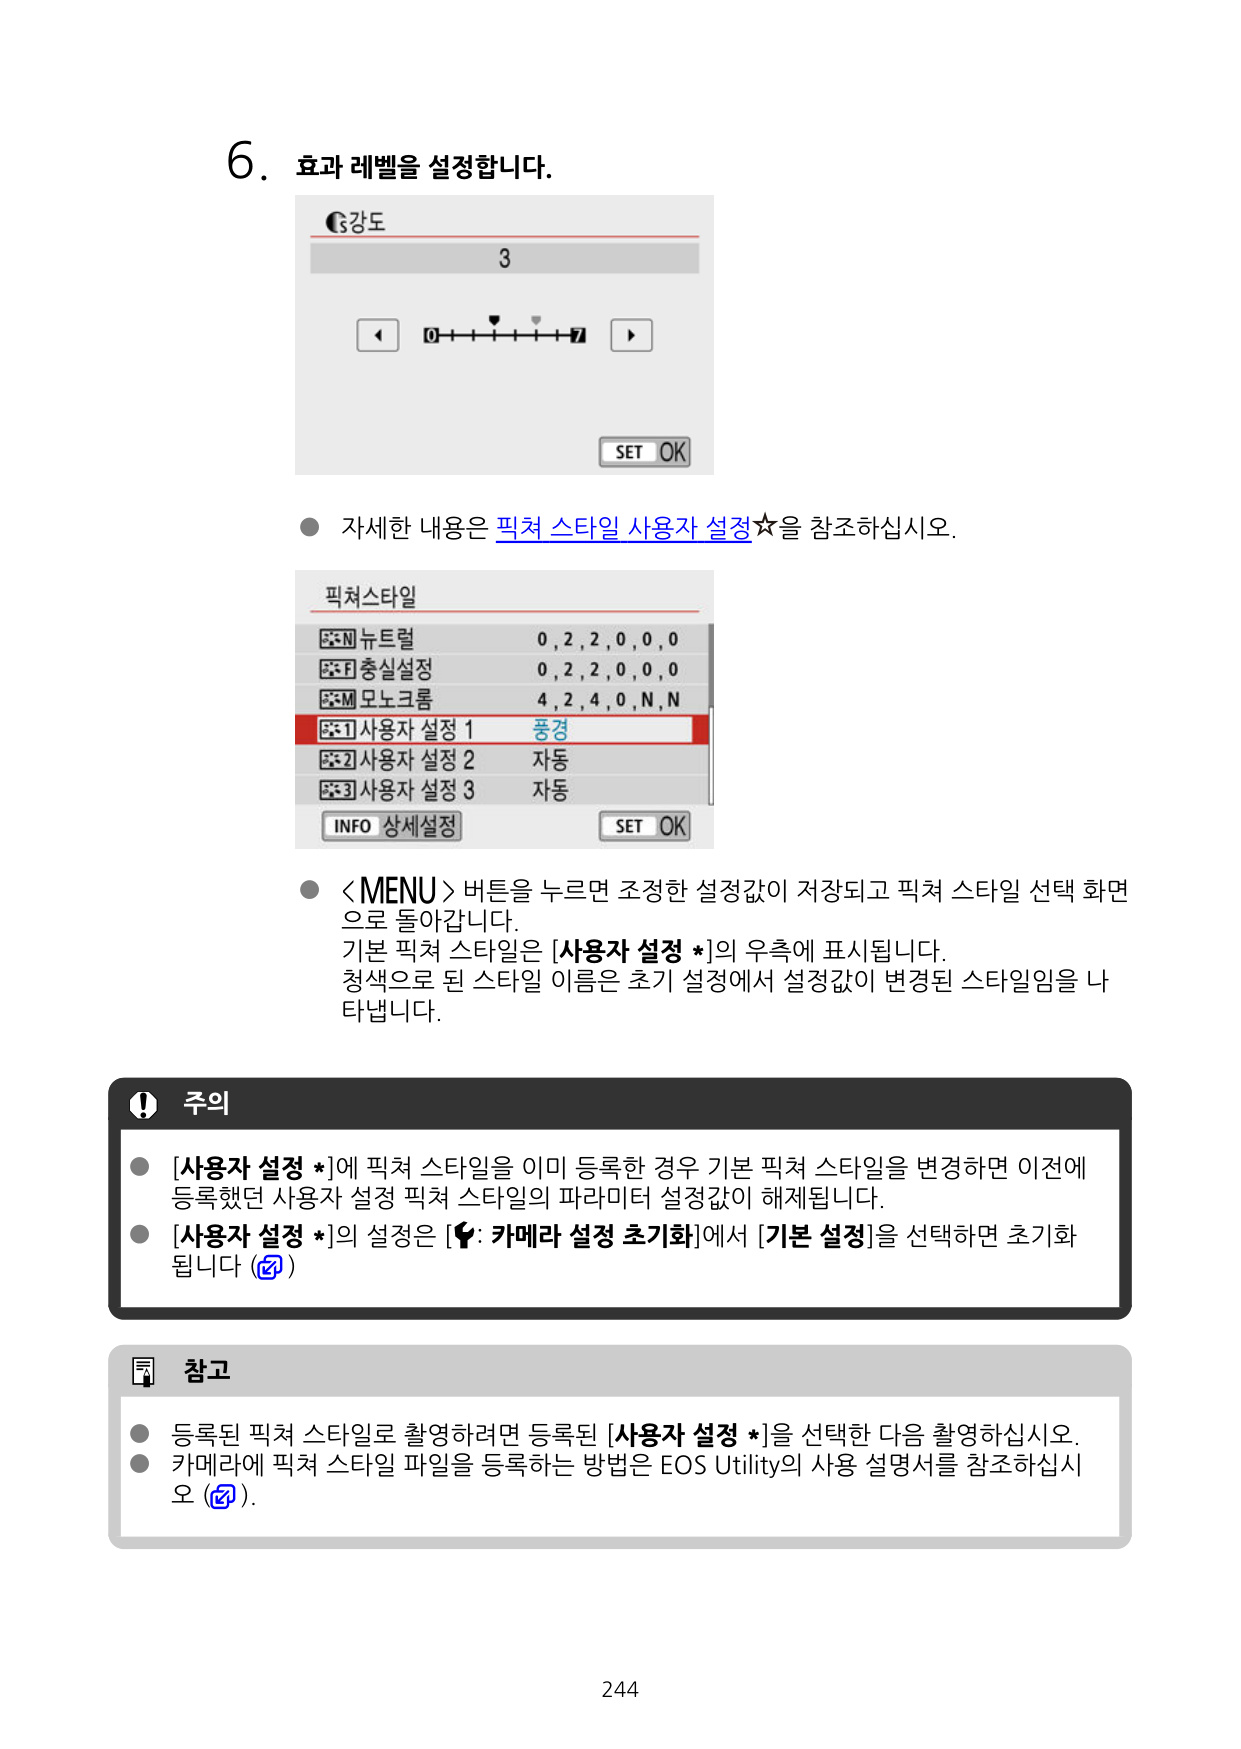 6. 효과 레벨을 설정합니다.
S강도
3
0 7
SET OK
● 자세한 내용은 픽쳐 스타일 사용자 설정☆을 참조하십시오.
픽쳐스타일
N 뉴트럴 0,2,2,0,0,0
F 충실설정 0,2,2,0,0,0
M 모노크롬 4,2,4,0,N,N
1 사용자 설정 1 풍경
2 사용자 설정 2 자동
3 사용자 설정 3 자동
INFO 상세설정 SET OK
● <MENU> 버튼을 누르면 조정한 설정값이 저장되고 픽쳐 스타일 선택 화면
으로 돌아갑니다.
기본 픽쳐 스타일은 [사용자 설정 *]의 우측에 표시됩니다.
청색으로 된 스타일 이름은 초기 설정에서 설정값이 변경된 스타일임을 나
타냅니다.
주의
● [사용자 설정 *]에 픽쳐 스타일을 이미 등록한 경우 기본 픽쳐 스타일을 변경하면 이전에
등록했던 사용자 설정 픽쳐 스타일의 파라미터 설정값이 해제됩니다.
● [사용자 설정 *]의 설정은 [: 카메라 설정 초기화]에서 [기본 설정]을 선택하면 초기화
됩니다 ()
참고
● 등록된 픽쳐 스타일로 촬영하려면 등록된 [사용자 설정 *]을 선택한 다음 촬영하십시오.
● 카메라에 픽쳐 스타일 파일을 등록하는 방법은 EOS Utility의 사용 설명서를 참조하십시
오 ().
244